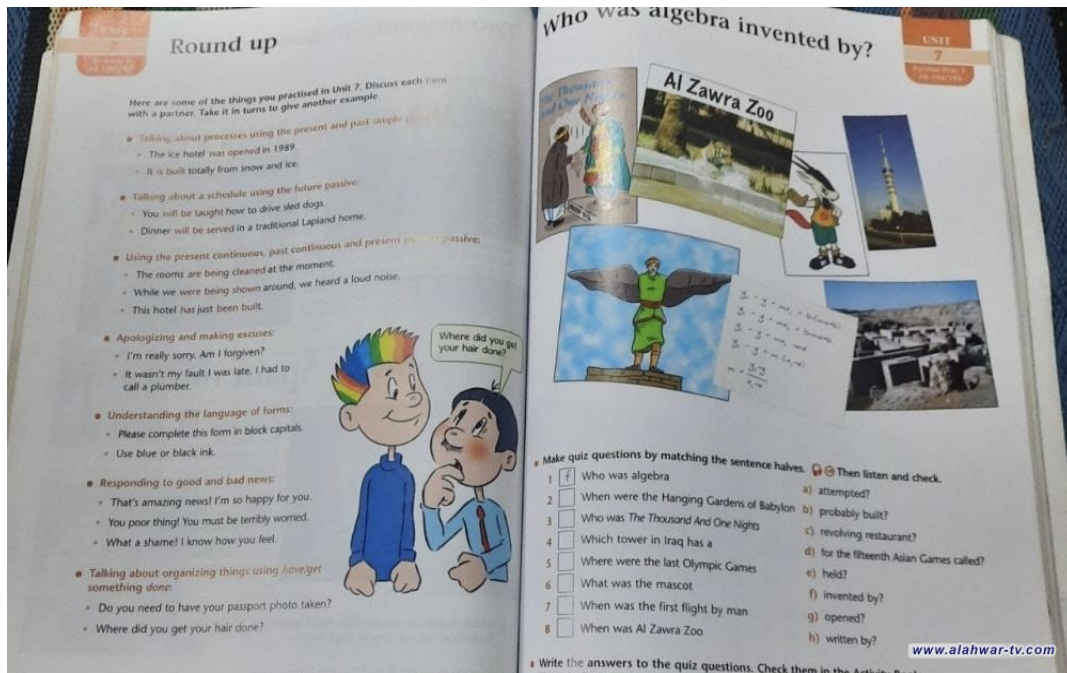 Round up
Here are some of the things you practised in Unit 7. Discuss each item
with a partner. Take it in turns to give another example.
Talking about processes using the present and past simple
The ice hotel was opened in 1989.
It is built totally from snow and ice.
Talking about a schedule using the future passive:
You will be taught how to drive sled dogs.
Dinner will be served in a traditional Lapland home.
Using the present continuous, past continuous and present passive:
The rooms are being cleaned at the moment.
While we were being shown around, we heard a loud noise.
This hotel has just been built.
Apologizing and making excuses:
I'm really sorry. Am I forgiven?
It wasn't my fault I was late. I had to
call a plumber.
Understanding the language of forms:
Please complete this form in block capitals.
Use blue or black ink.
Responding to good and bad news:
That's amazing news! I'm so happy for you.
You poor thing! You must be terribly worried.
What a shame! I know how you feel.
Talking about organizing things using have/get
something done:
Do you need to have your passport photo taken?
Where did you get your hair done?
Where did you get
your hair done?
Who was algebra invented by?
UNIT
7
The Thousand
and One Nights
Al Zawra Zoo
Make quiz questions by matching the sentence halves. Then listen and check.
1 f Who was algebra
2 When were the Hanging Gardens of Babylon
3 Who was The Thousand And One Nights
4 Which tower in Iraq has a
5 Where were the last Olympic Games
6 What was the mascot
7 When was the first flight by man
8 When was Al Zawra Zoo
a) attempted?
b) probably built?
c) revolving restaurant?
d) for the fifteenth Asian Games called?
e) held?
f) invented by?
g) opened?
h) written by?
Write the answers to the quiz questions. Check them in the Activity
www.alahwar-tv.com